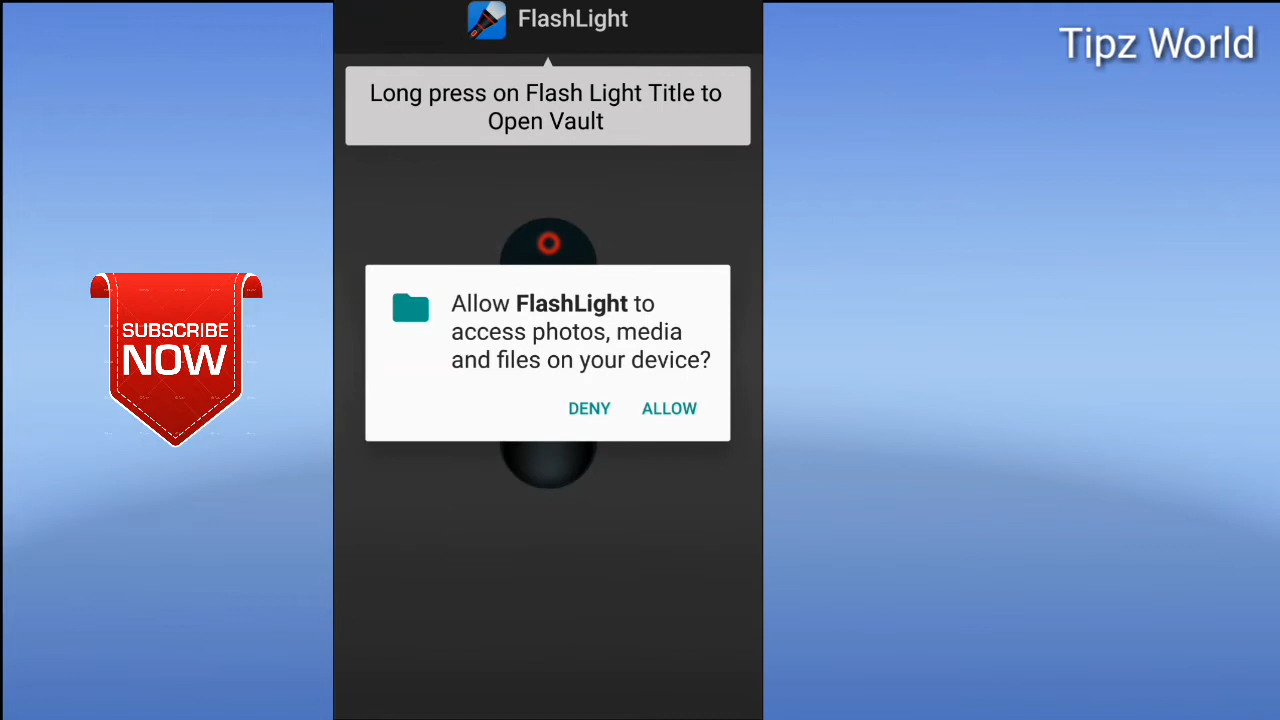 FlashLight
Tipz World
Long press on Flash Light Title to
Open Vault
SUBSCRIBE
NOW
Allow FlashLight to
access photos, media
and files on your device?
DENY ALLOW